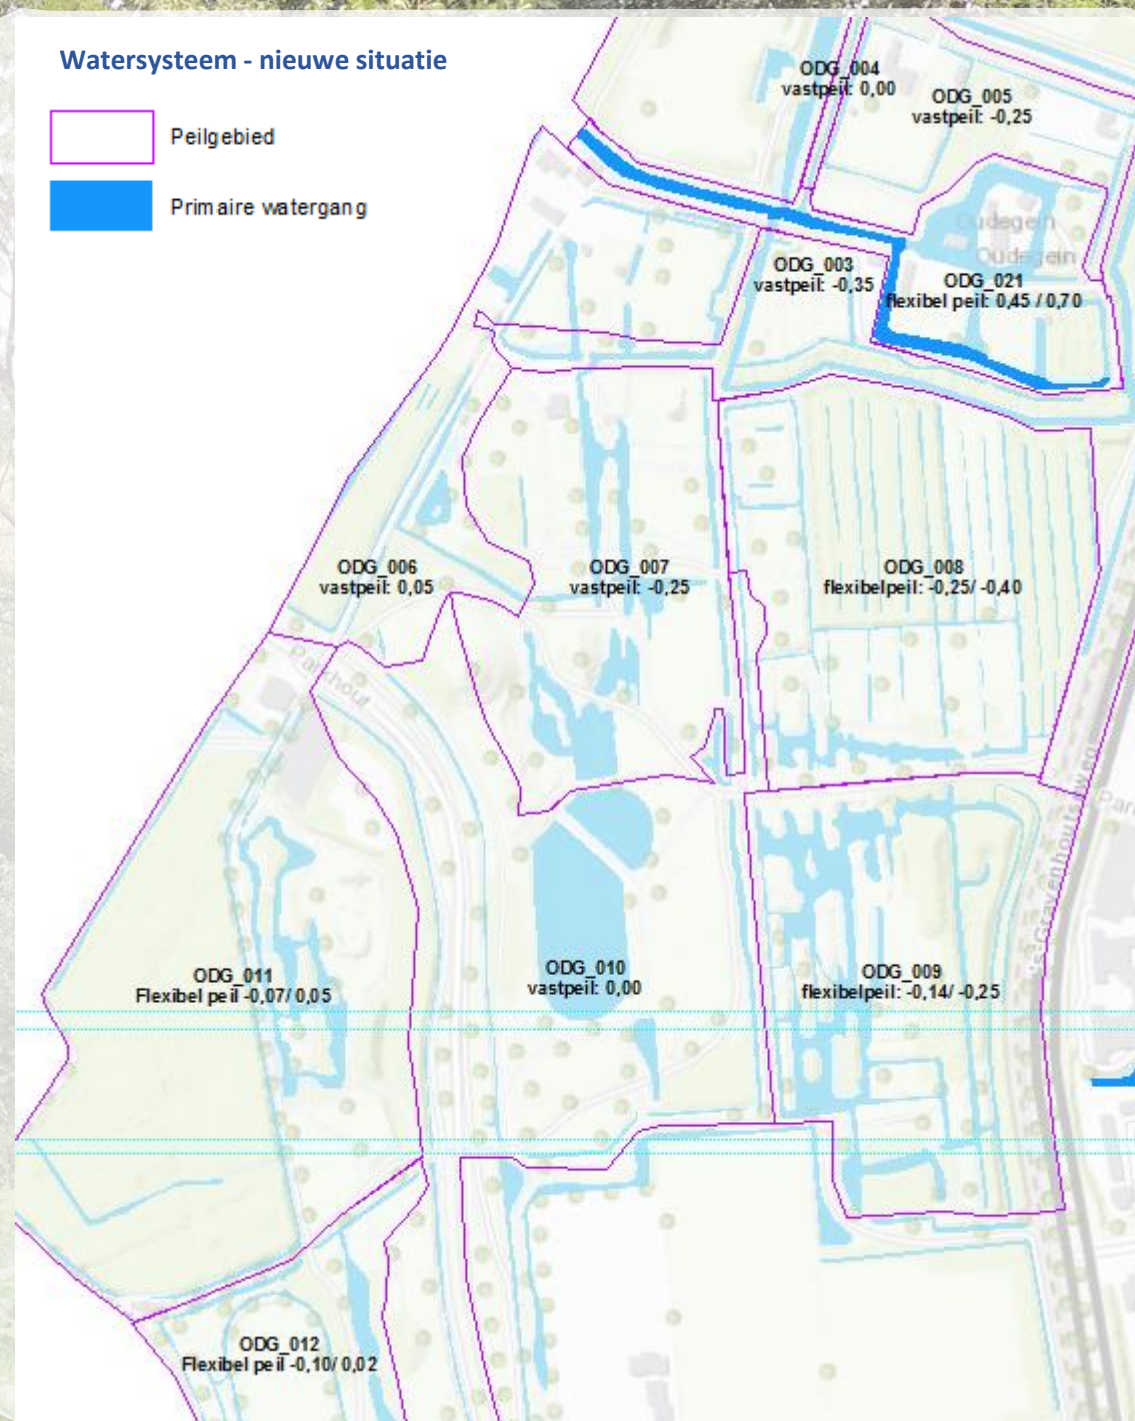 Watersysteem - nieuwe situatie
Peilgebied
Primaire watergang
ODG_004
vastpeil: 0,00
ODG_005
vastpeil: -0,25
Oudegein
Oudegein
ODG_003
vastpeil: -0,35
ODG_021
flexibel peil: 0,45 / 0,70
ODG_006
vastpeil: 0,05
ODG_007
vastpeil: -0,25
ODG_008
flexibelpeil: -0,25/ -0,40
Parkhout
's-Gravenhoutseweg
ODG_011
Flexibel peil -0,07/ 0,05
ODG_010
vastpeil: 0,00
ODG_009
flexibelpeil: -0,14/ -0,25
ODG_012
Flexibel peil -0,10/ 0,02